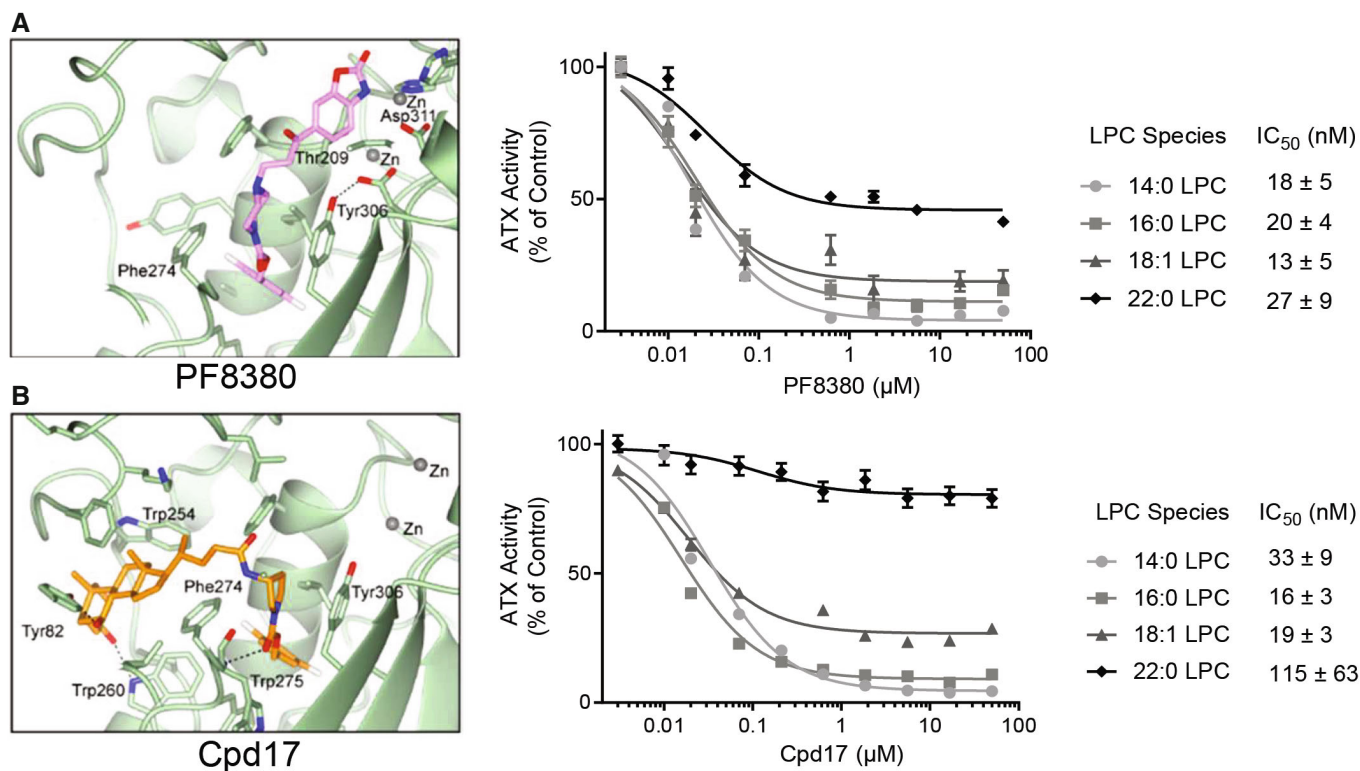 A
Zn
Asp311
Thr209
Zn
Tyr306
Phe274
PF8380
ATX Activity
(% of Control)
100
50
0
0.01 0.1 1 10 100
PF8380 (µM)
LPC Species IC50 (nM)
14:0 LPC 18 ± 5
16:0 LPC 20 ± 4
18:1 LPC 13 ± 5
22:0 LPC 27 ± 9
B
Zn
Trp254
Zn
Phe274
Tyr306
Tyr82
Trp260
Trp275
Cpd17
ATX Activity
(% of Control)
100
50
0
0.01 0.1 1 10 100
Cpd17 (µM)
LPC Species IC50 (nM)
14:0 LPC 33 ± 9
16:0 LPC 16 ± 3
18:1 LPC 19 ± 3
22:0 LPC 115 ± 63